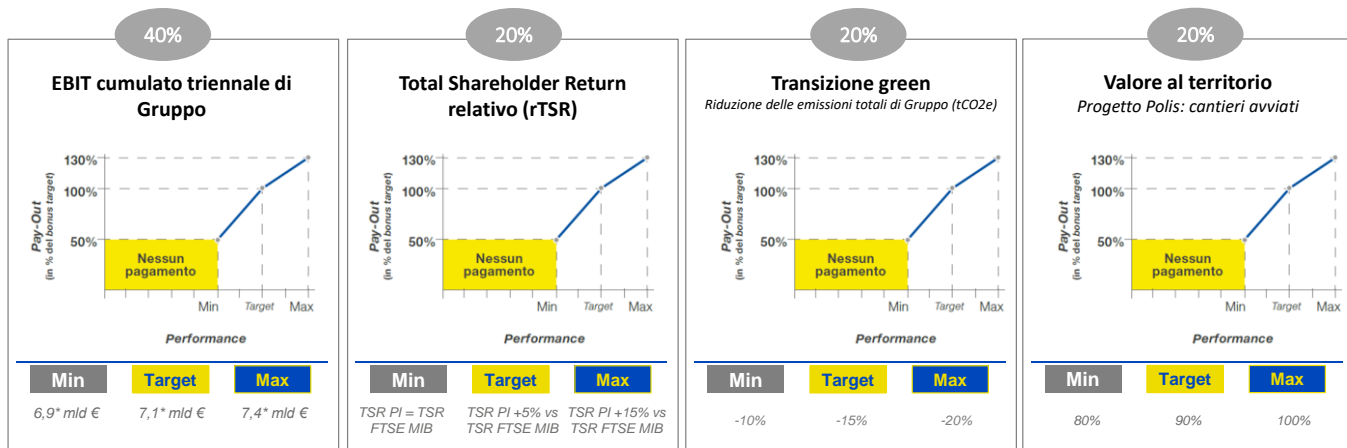 40%
EBIT cumulato triennale di
Gruppo
Pay-Out
(in % del bonus target)
130%
100%
50%
Nessun
pagamento
Min
Target
Max
Performance
Min
Target
Max
6,9* mld €
7,1* mld €
7,4* mld €
20%
Total Shareholder Return
relativo (rTSR)
Pay-Out
(in % del bonus target)
130%
100%
50%
Nessun
pagamento
Min
Target
Max
Performance
Min
Target
Max
TSR PI = TSR
FTSE MIB
TSR PI +5% vs
TSR FTSE MIB
TSR PI +15% vs
TSR FTSE MIB
20%
Transizione green
Riduzione delle emissioni totali di Gruppo (tCO2e)
Pay-Out
(in % del bonus target)
130%
100%
50%
Nessun
pagamento
Min
Target
Max
Performance
Min
Target
Max
-10%
-15%
-20%
20%
Valore al territorio
Progetto Polis: cantieri avviati
Pay-Out
(in % del bonus target)
130%
100%
50%
Nessun
pagamento
Min
Target
Max
Performance
Min
Target
Max
80%
90%
100%